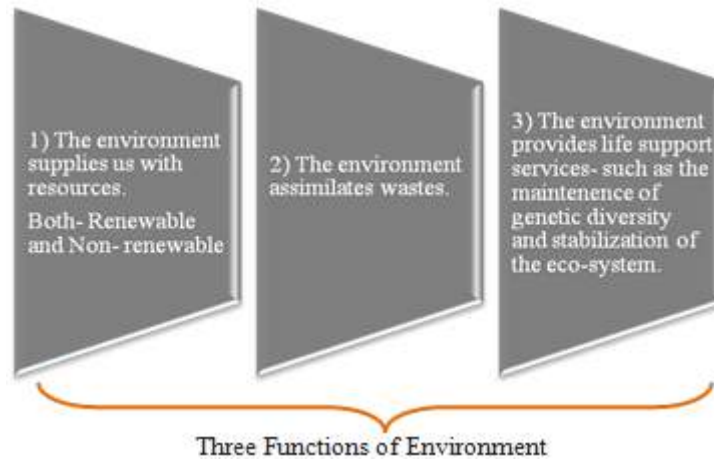 1) The environment
supplies us with
resources.
Both- Renewable
and Non- renewable
2) The environment
assimilates wastes.
3) The environment
provides life support
services- such as the
maintenence of
genetic diversity
and stabilization of
the eco-system.
Three Functions of Environment